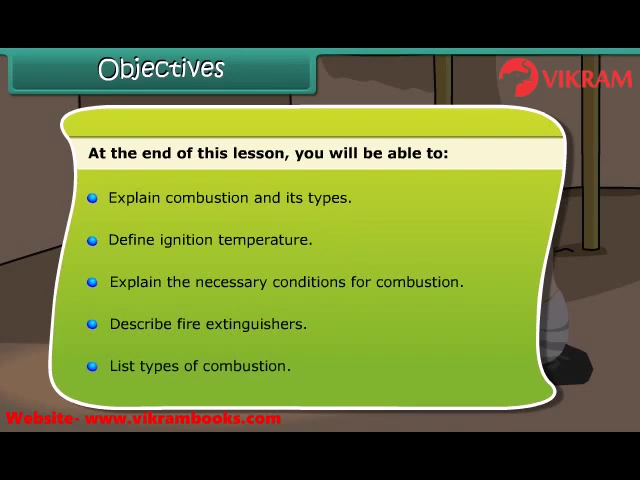 Objectives
VIKRAM
At the end of this lesson, you will be able to:
Explain combustion and its types.
Define ignition temperature.
Explain the necessary conditions for combustion.
Describe fire extinguishers.
List types of combustion.
Website- www.vikrambooks.com